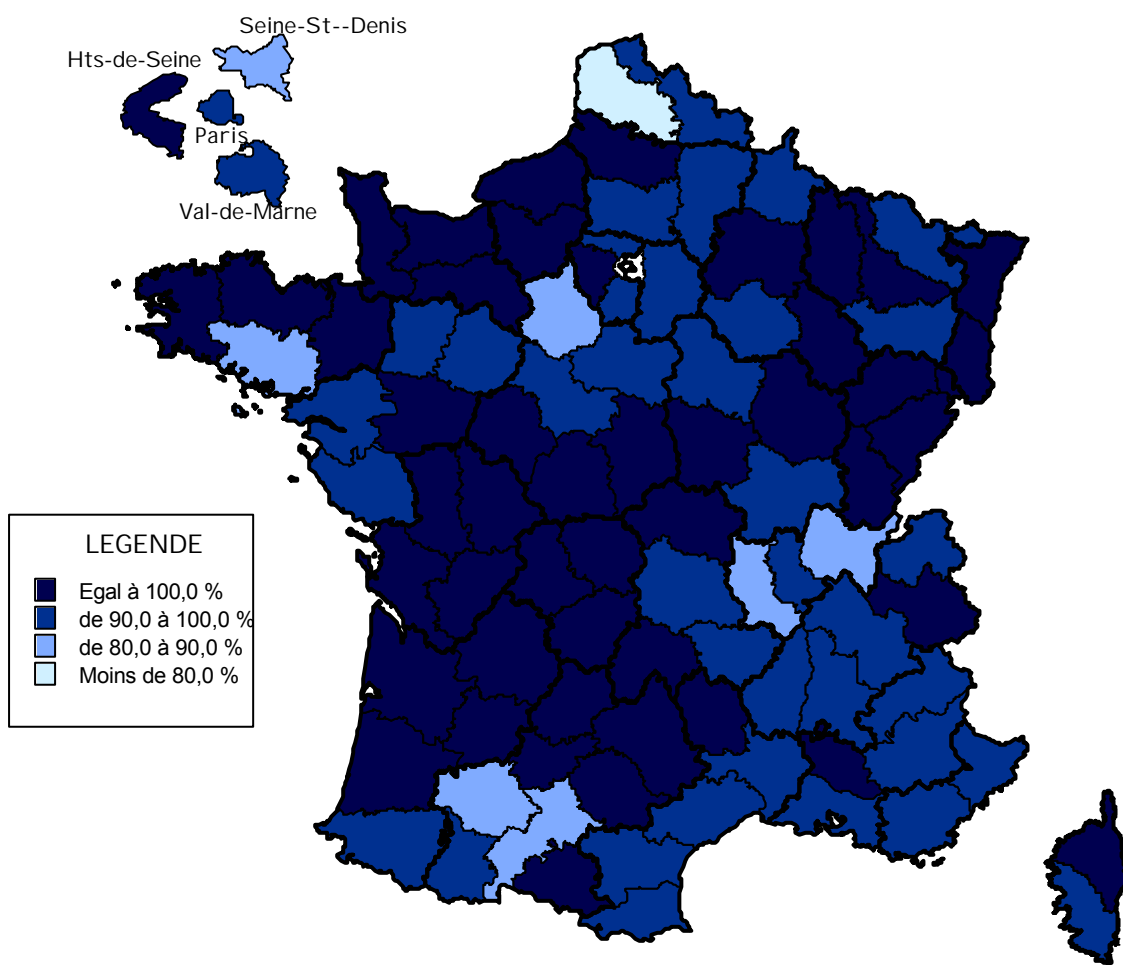 Seine-St--Denis
Hts-de-Seine
Paris
Val-de-Marne
LEGENDE
Egal à 100,0 %
de 90,0 à 100,0 %
de 80,0 à 90,0 %
Moins de 80,0 %